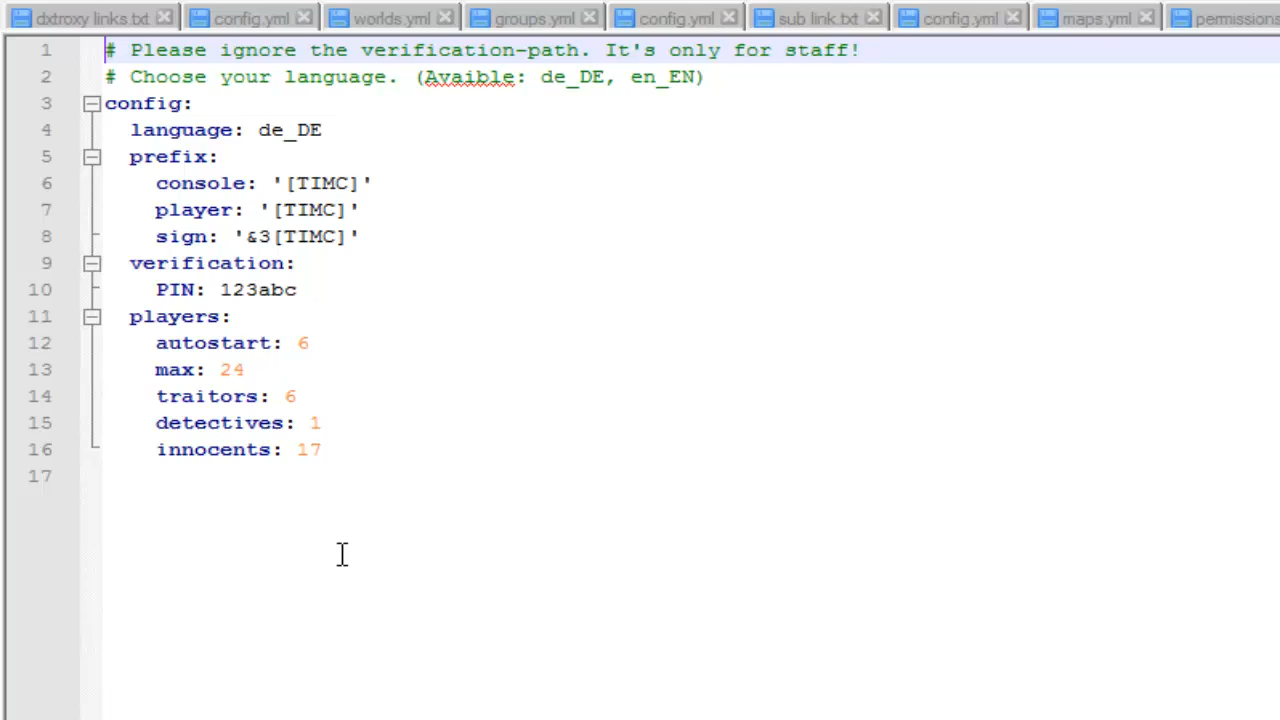 dxtroxy links.txt config.yml worlds.yml groups.yml config.yml sub link.txt config.yml maps.yml permissions
1 # Please ignore the verification-path. It's only for staff!
2 # Choose your language. (Avaible: de_DE, en_EN)
3 config:
4 language: de_DE
5 prefix:
6 console: '[TIMC]'
7 player: '[TIMC]'
8 sign: '&3[TIMC]'
9 verification:
10 PIN: 123abc
11 players:
12 autostart: 6
13 max: 24
14 traitors: 6
15 detectives: 1
16 innocents: 17
17